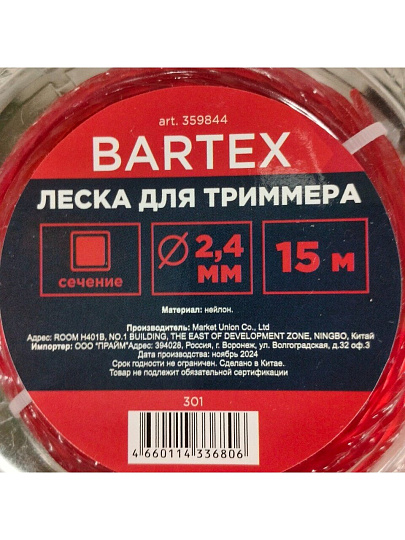 art. 359844
BARTEX
ЛЕСКА ДЛЯ ТРИММЕРА
сечение
2,4 ММ
15 м
Материал: нейлон.
Производитель: Market Union Co., Ltd
Адрес: ROOM H401B, NO.1 BUILDING, THE EAST OF DEVELOPMENT ZONE, NINGBO, Китай
Импортер: ООО "ПРАЙМ"Адрес: 394028, Россия, г. Воронеж, ул. Волгоградская, д.32 оф.3
Дата производства: ноябрь 2024
Срок годности не ограничен. Сделано в Китае.
Товар не подлежит обязательной сертификации
301
4 660114 336806